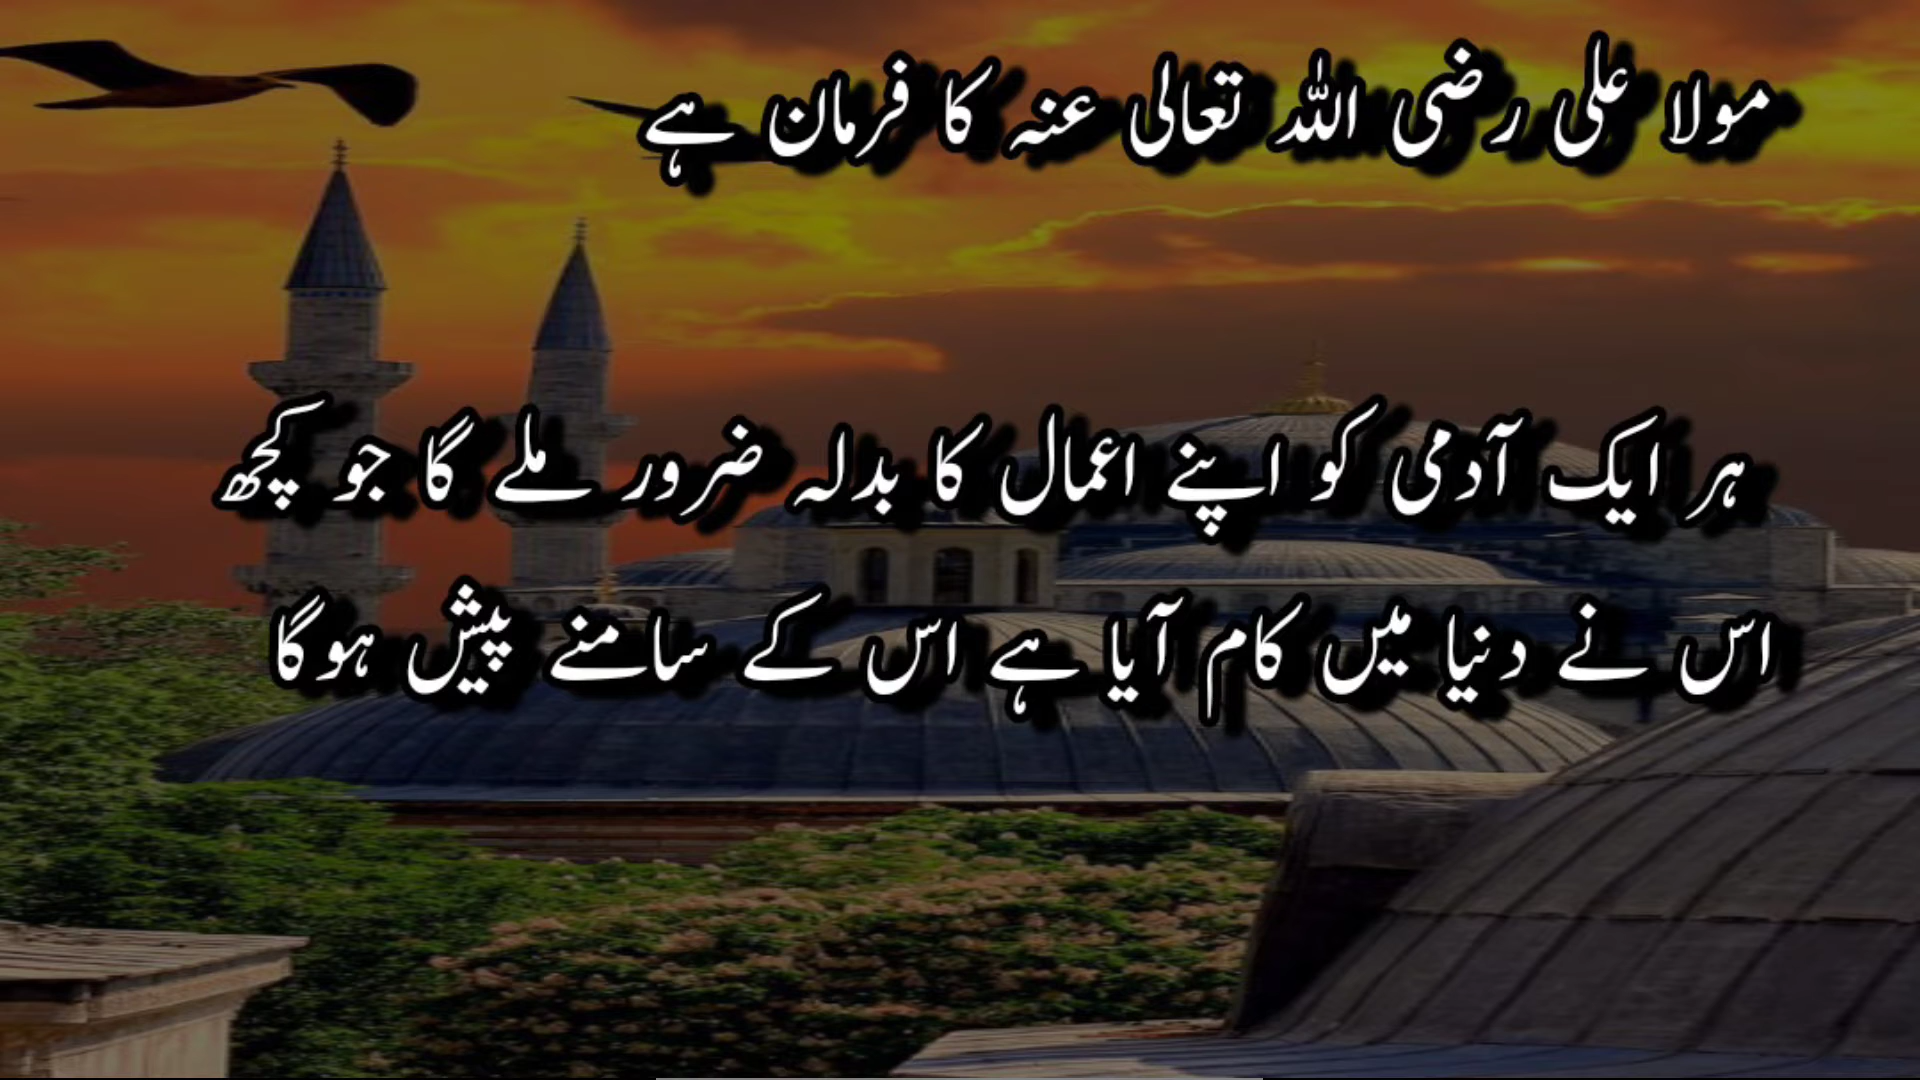 مولا علی رضی اللہ تعالی عنہ کا فرمان ہے
ہر ایک آدمی کو اپنے اعمال کا بدلہ ضرور ملے گا جو کچھ
اس نے دنیا میں کام آیا ہے اس کے سامنے پیش ہوگا